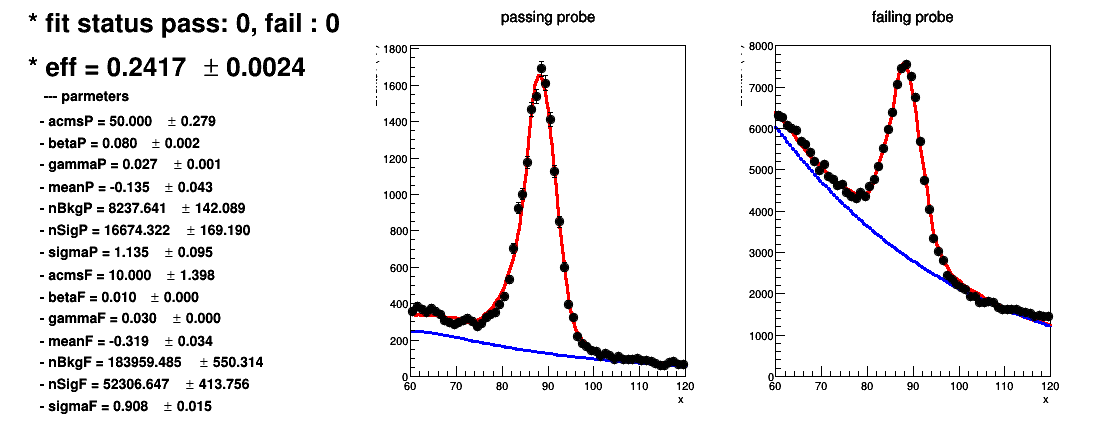 * fit status pass: 0, fail : 0
* eff = 0.2417 ± 0.0024
--- parmeters
- acmsP = 50.000 ± 0.279
- betaP = 0.080 ± 0.002
- gammaP = 0.027 ± 0.001
- meanP = -0.135 ± 0.043
- nBkgP = 8237.641 ± 142.089
- nSigP = 16674.322 ± 169.190
- sigmaP = 1.135 ± 0.095
- acmsF = 10.000 ± 1.398
- betaF = 0.010 ± 0.000
- gammaF = 0.030 ± 0.000
- meanF = -0.319 ± 0.034
- nBkgF = 183959.485 ± 550.314
- nSigF = 52306.647 ± 413.756
- sigmaF = 0.908 ± 0.015
passing probe
1800
1600
1400
1200
1000
800
600
400
200
0
60 70 80 90 100 110 120
x
failing probe
8000
7000
6000
5000
4000
3000
2000
1000
0
60 70 80 90 100 110 120
x